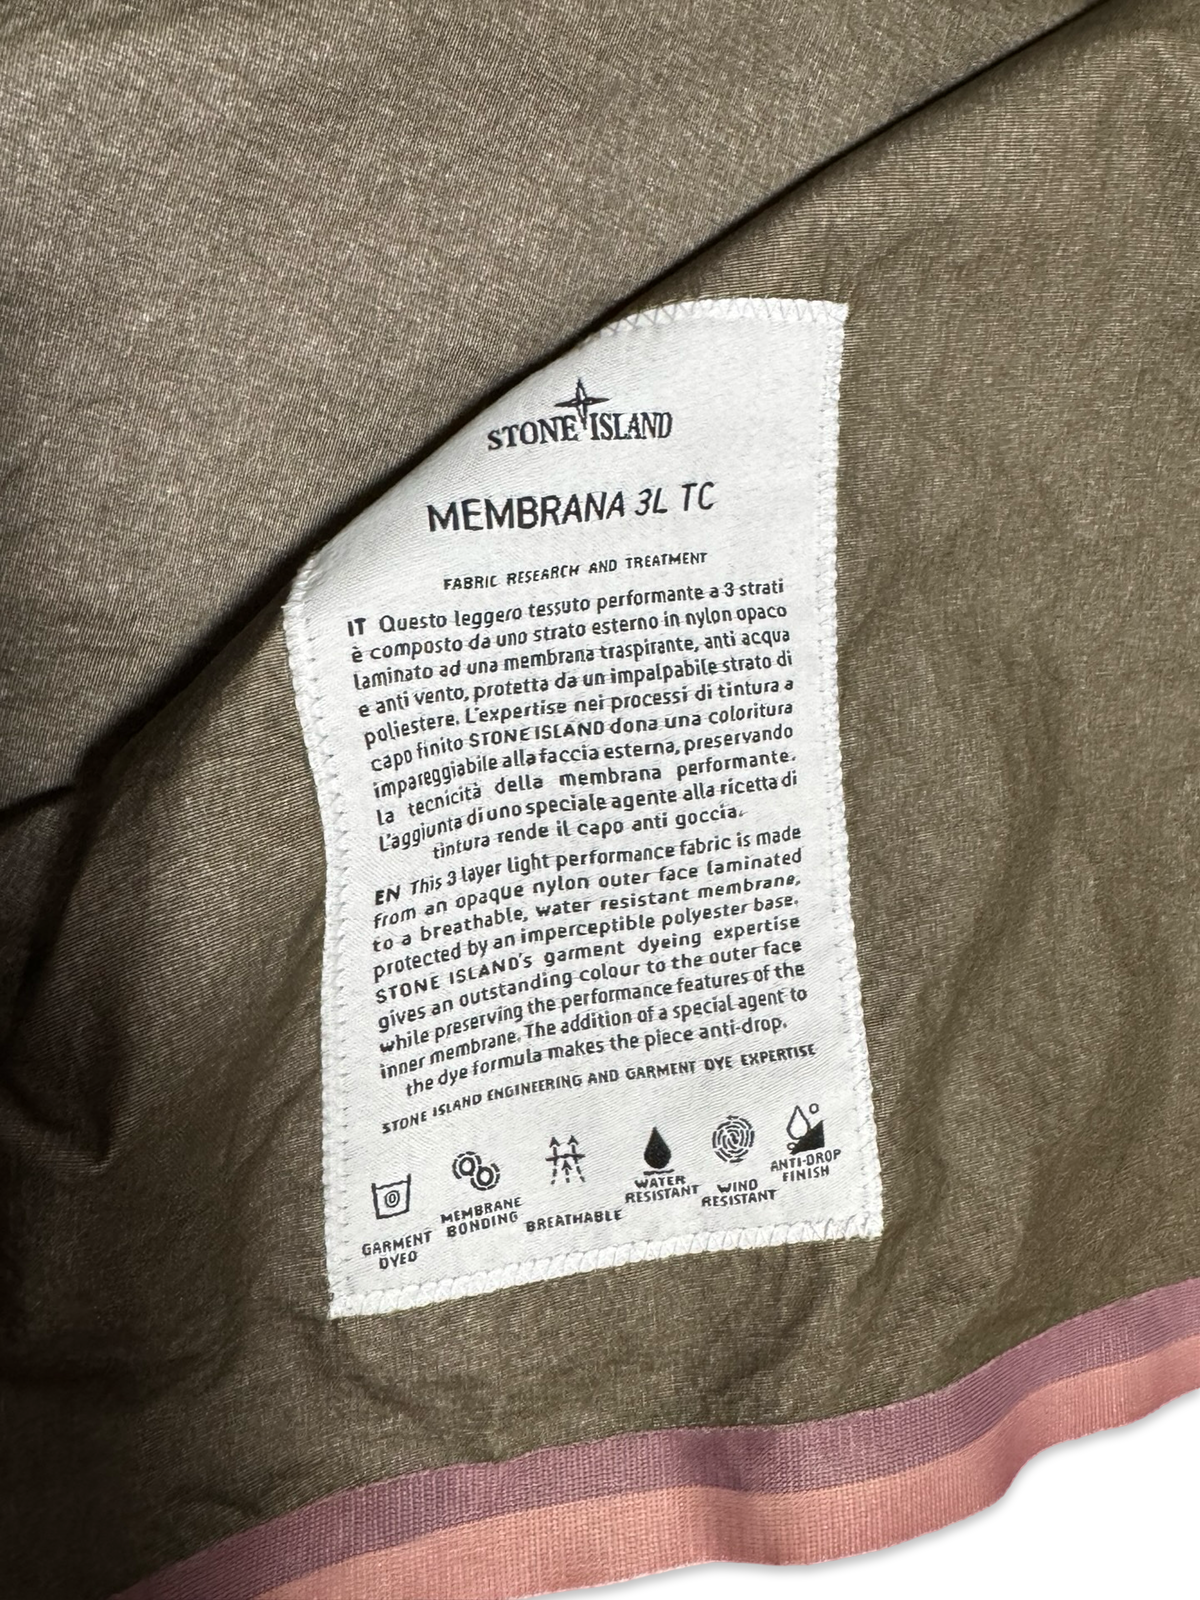 STONE ISLAND
MEMBRANA 3L TC
FABRIC RESEARCH AND TREATMENT
IT Questo leggero tessuto performante a 3 strati
è composto da uno strato esterno in nylon opaco
laminato ad una membrana traspirante, anti acqua
e anti vento, protetta da un impalpabile strato di
poliestere. L'expertise nei processi di tintura a
capo finito STONE ISLAND dona una coloritura
impareggiabile alla faccia esterna, preservando
la tecnicità della membrana performante.
L'aggiunta di uno speciale agente alla ricetta di
tintura rende il capo anti goccia.
EN This 3 layer light performance fabric is made
from an opaque nylon outer face laminated
to a breathable, water resistant membrane,
protected by an imperceptible polyester base.
STONE ISLAND's garment dyeing expertise
gives an outstanding colour to the outer face
while preserving the performance features of the
inner membrane. The addition of a special agent to
the dye formula makes the piece anti-drop.
STONE ISLAND ENGINEERING AND GARMENT DYE EXPERTISE
GARMENT
DYED
MEMBRANE
BONDING
BREATHABLE
WATER
RESISTANT
WIND
RESISTANT
ANTI-DROP
FINISH